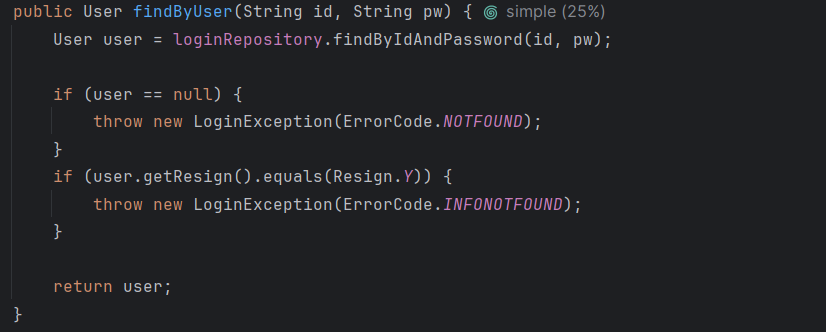 public User findByUser(String id, String pw) { simple (25%)
    User user = loginRepository.findByIdAndPassword(id, pw);
    if (user == null) {
        throw new LoginException(ErrorCode.NOTFOUND);
    }
    if (user.getResign().equals(Resign.Y)) {
        throw new LoginException(ErrorCode.INFONOTFOUND);
    }
    return user;
}